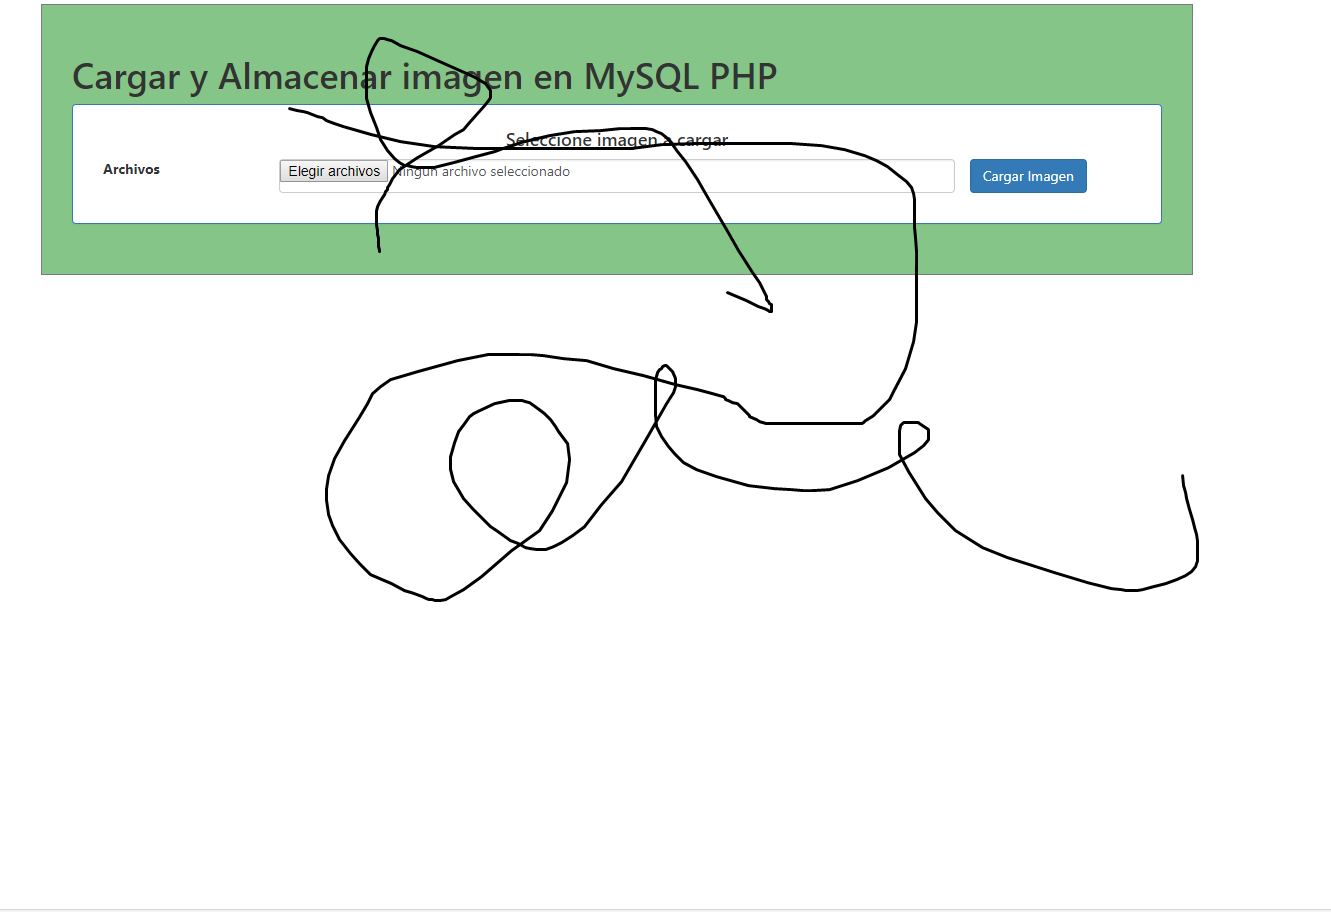 Cargar y Almacenar imagen en MySQL PHP
Seleccione imagen a cargar
Archivos
Elegir archivos Ningún archivo seleccionado
Cargar Imagen